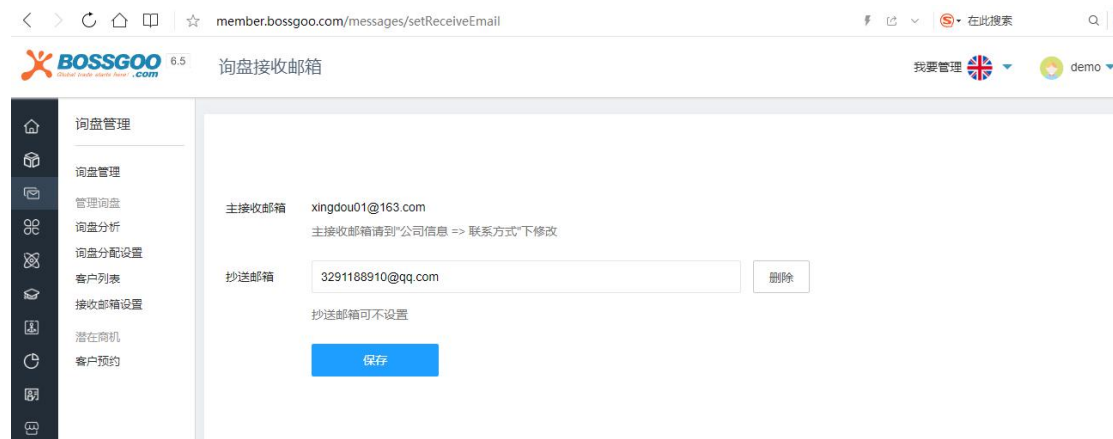 member.bossgoo.com/messages/setReceiveEmail
在此搜索
BOSSGOO 6.5
Global trade starts here! .com
询盘接收邮箱
我要管理
demo
询盘管理
询盘管理
管理询盘
询盘分析
询盘分配设置
客户列表
接收邮箱设置
潜在商机
客户预约
主接收邮箱 xingdou01@163.com
主接收邮箱请到"公司信息 => 联系方式"下修改
抄送邮箱 3291188910@qq.com 删除
抄送邮箱可不设置
保存